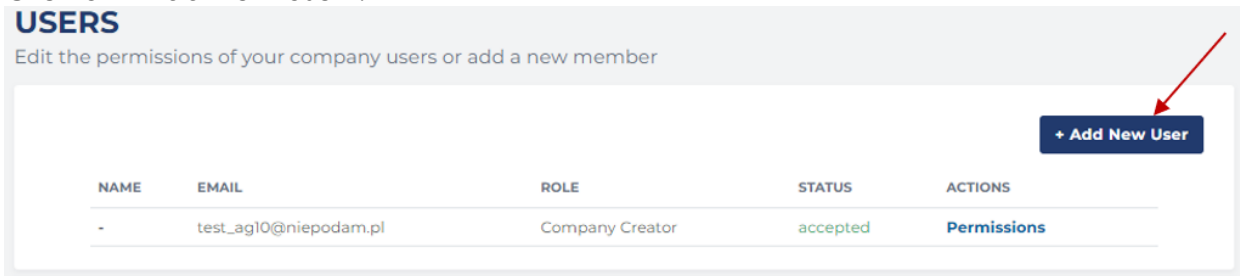 USERS
Edit the permissions of your company users or add a new member
+ Add New User
NAME EMAIL ROLE STATUS ACTIONS
- test_ag10@niepodam.pl Company Creator accepted Permissions